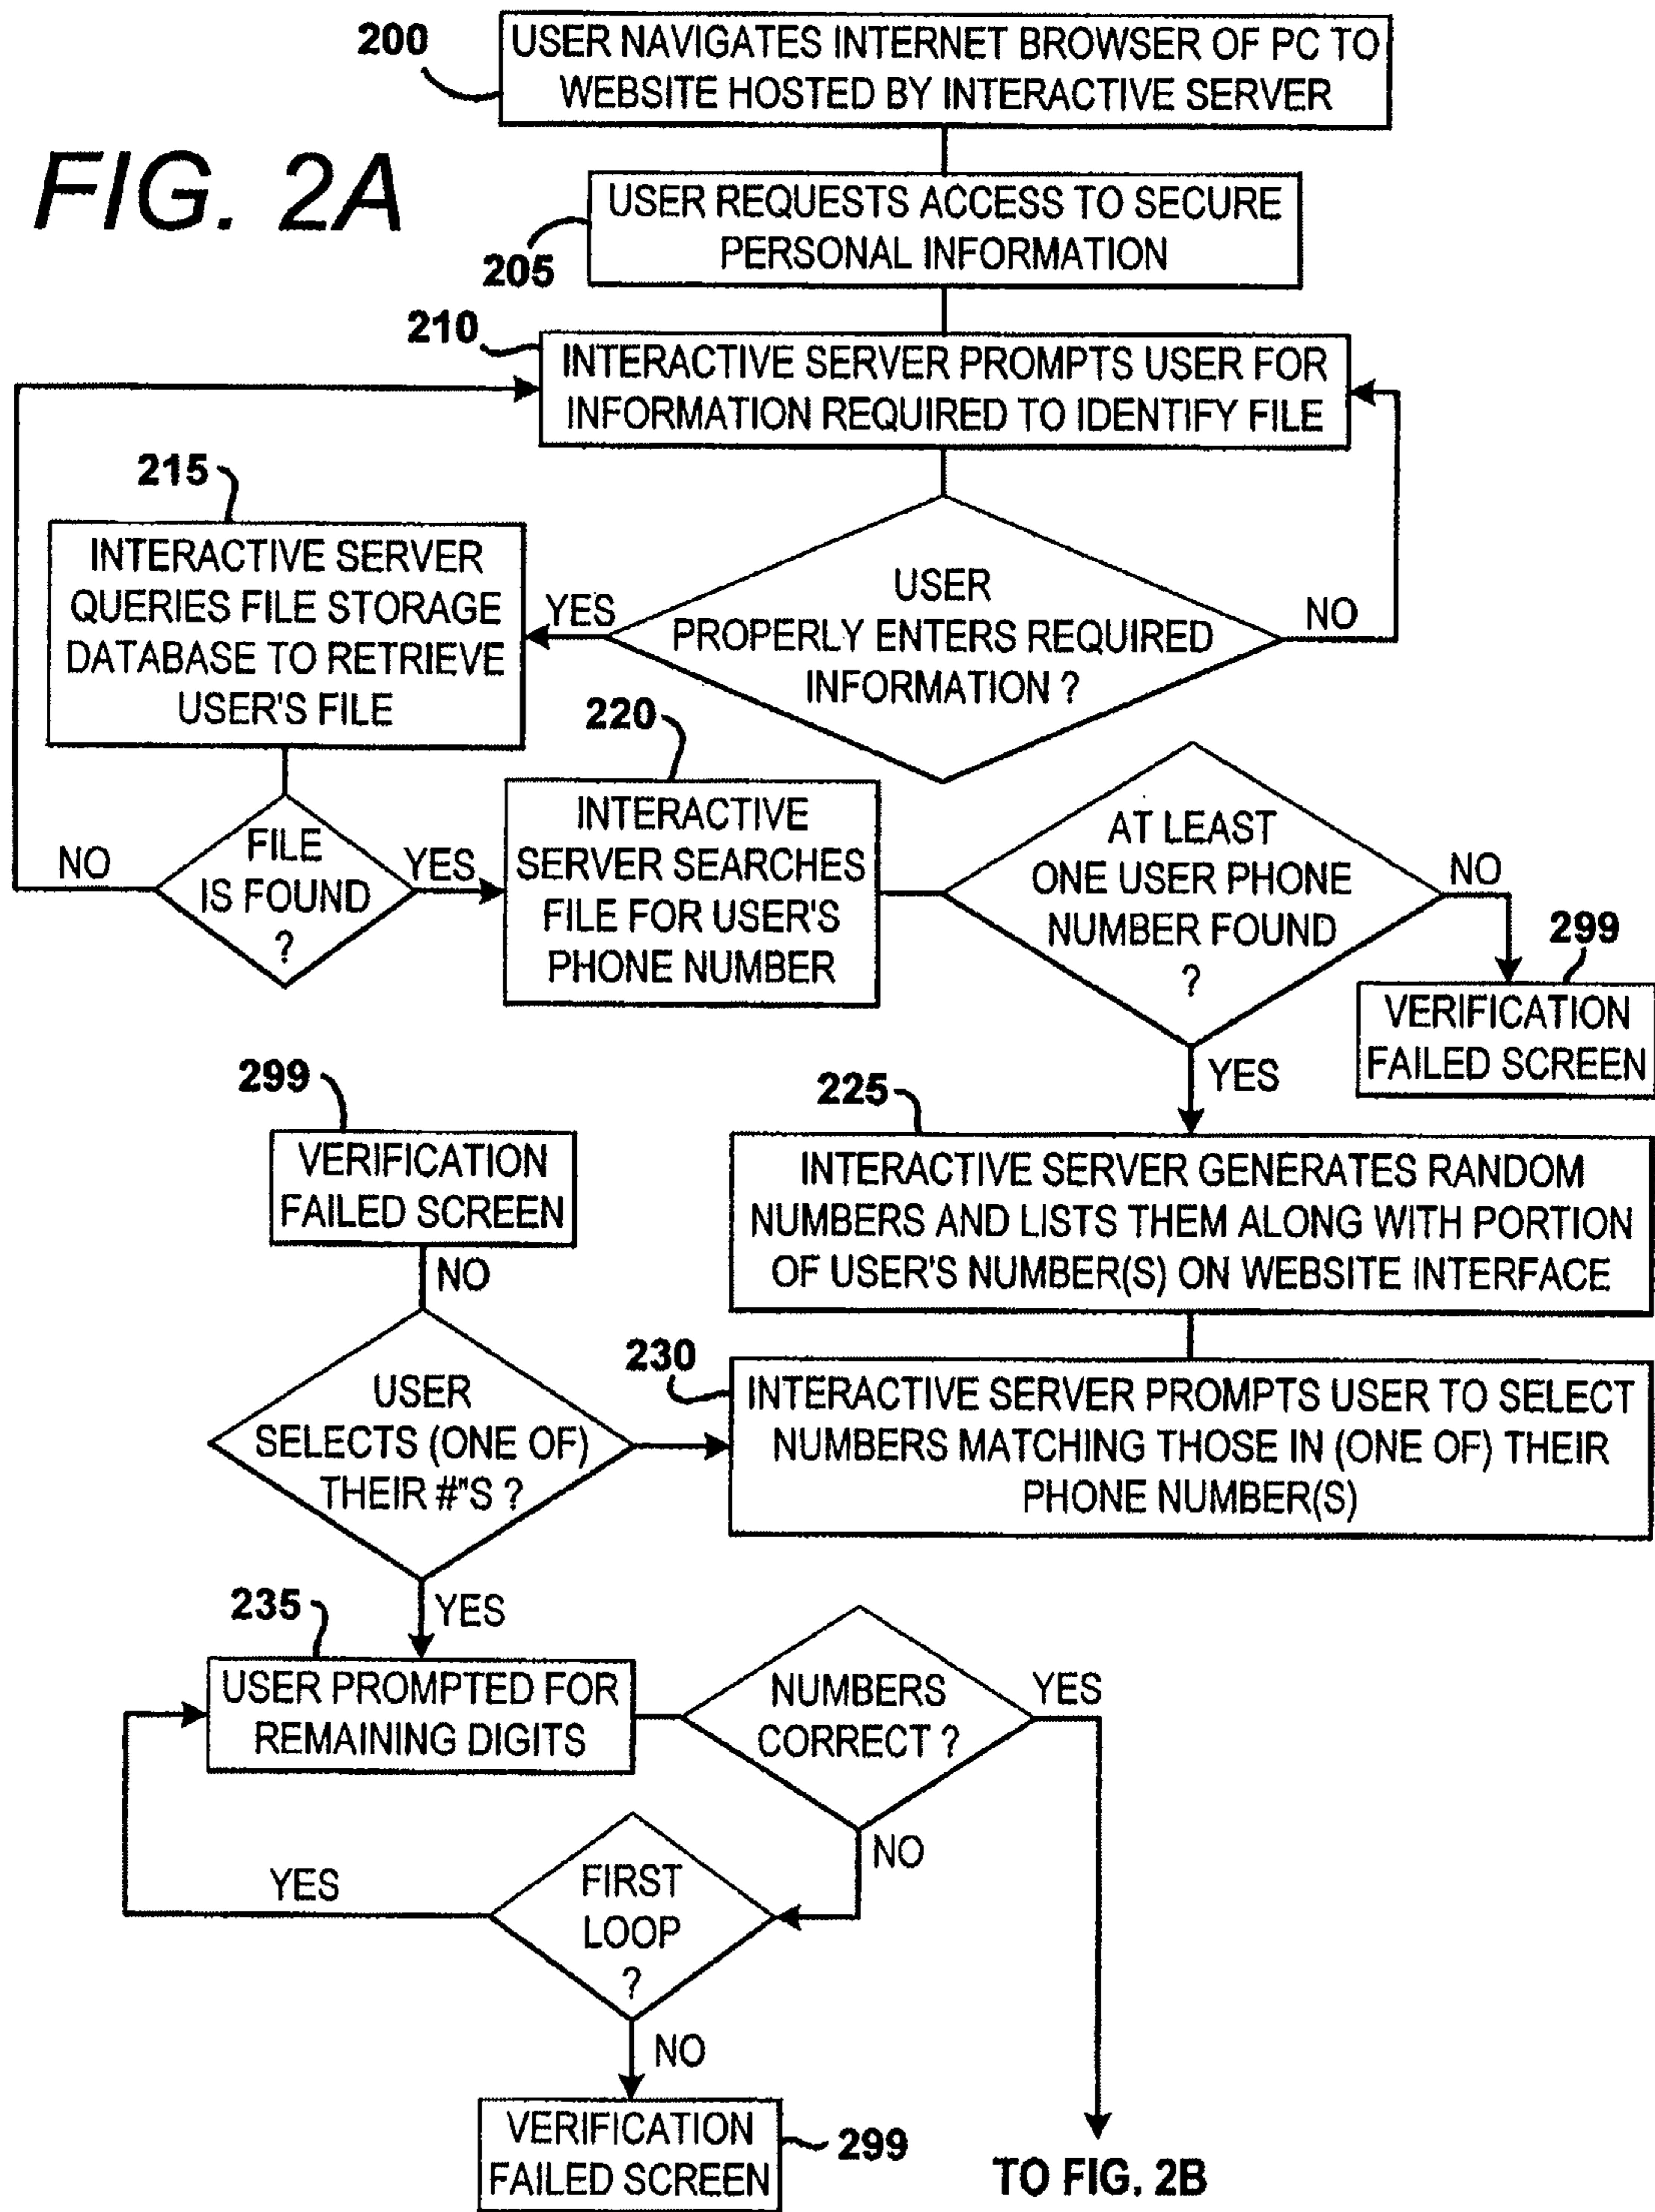 200
USER NAVIGATES INTERNET BROWSER OF PC TO
WEBSITE HOSTED BY INTERACTIVE SERVER
FIG. 2A
205
USER REQUESTS ACCESS TO SECURE
PERSONAL INFORMATION
210
INTERACTIVE SERVER PROMPTS USER FOR
INFORMATION REQUIRED TO IDENTIFY FILE
215
INTERACTIVE SERVER
QUERIES FILE STORAGE
DATABASE TO RETRIEVE
USER'S FILE
YES
USER
PROPERLY ENTERS REQUIRED
INFORMATION ?
NO
NO
FILE
IS FOUND
?
YES
220
INTERACTIVE
SERVER SEARCHES
FILE FOR USER'S
PHONE NUMBER
AT LEAST
ONE USER PHONE
NUMBER FOUND
?
NO
299
VERIFICATION
FAILED SCREEN
YES
225
INTERACTIVE SERVER GENERATES RANDOM
NUMBERS AND LISTS THEM ALONG WITH PORTION
OF USER'S NUMBER(S) ON WEBSITE INTERFACE
230
INTERACTIVE SERVER PROMPTS USER TO SELECT
NUMBERS MATCHING THOSE IN (ONE OF) THEIR
PHONE NUMBER(S)
299
VERIFICATION
FAILED SCREEN
NO
USER
SELECTS (ONE OF)
THEIR #"S ?
YES
235
USER PROMPTED FOR
REMAINING DIGITS
NUMBERS
CORRECT ?
YES
NO
YES
FIRST
LOOP
?
NO
VERIFICATION
FAILED SCREEN
299
TO FIG. 2B